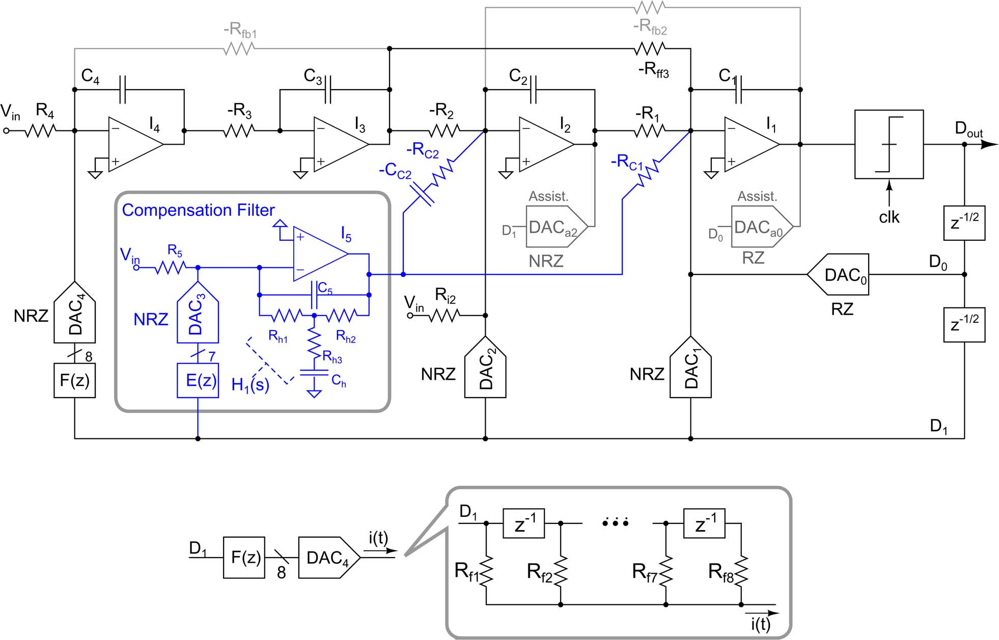 -Rfb2
-Rfb1
-Rff3
C4
C3
C2
C1
Vin
R4
I4
-R3
I3
-R2
I2
-R1
I1
Dout
− + − + − + − +
-RC2
-CC2
-RC1
clk
z-1/2
Compensation Filter
Assist.
D1
DACa2
NRZ
Assist.
D0
DACa0
RZ
I5
+
−
Vin
R5
C5
Rh1
Rh2
Rh3
Ch
H1(s)
NRZ
DAC3
7
E(z)
NRZ
DAC4
8
F(z)
Vin
Ri2
NRZ
DAC2
NRZ
DAC1
DAC0
RZ
D0
z-1/2
D1
D1
F(z)
8
DAC4
i(t)
D1
z-1
...
z-1
Rf1
Rf2
Rf7
Rf8
i(t)